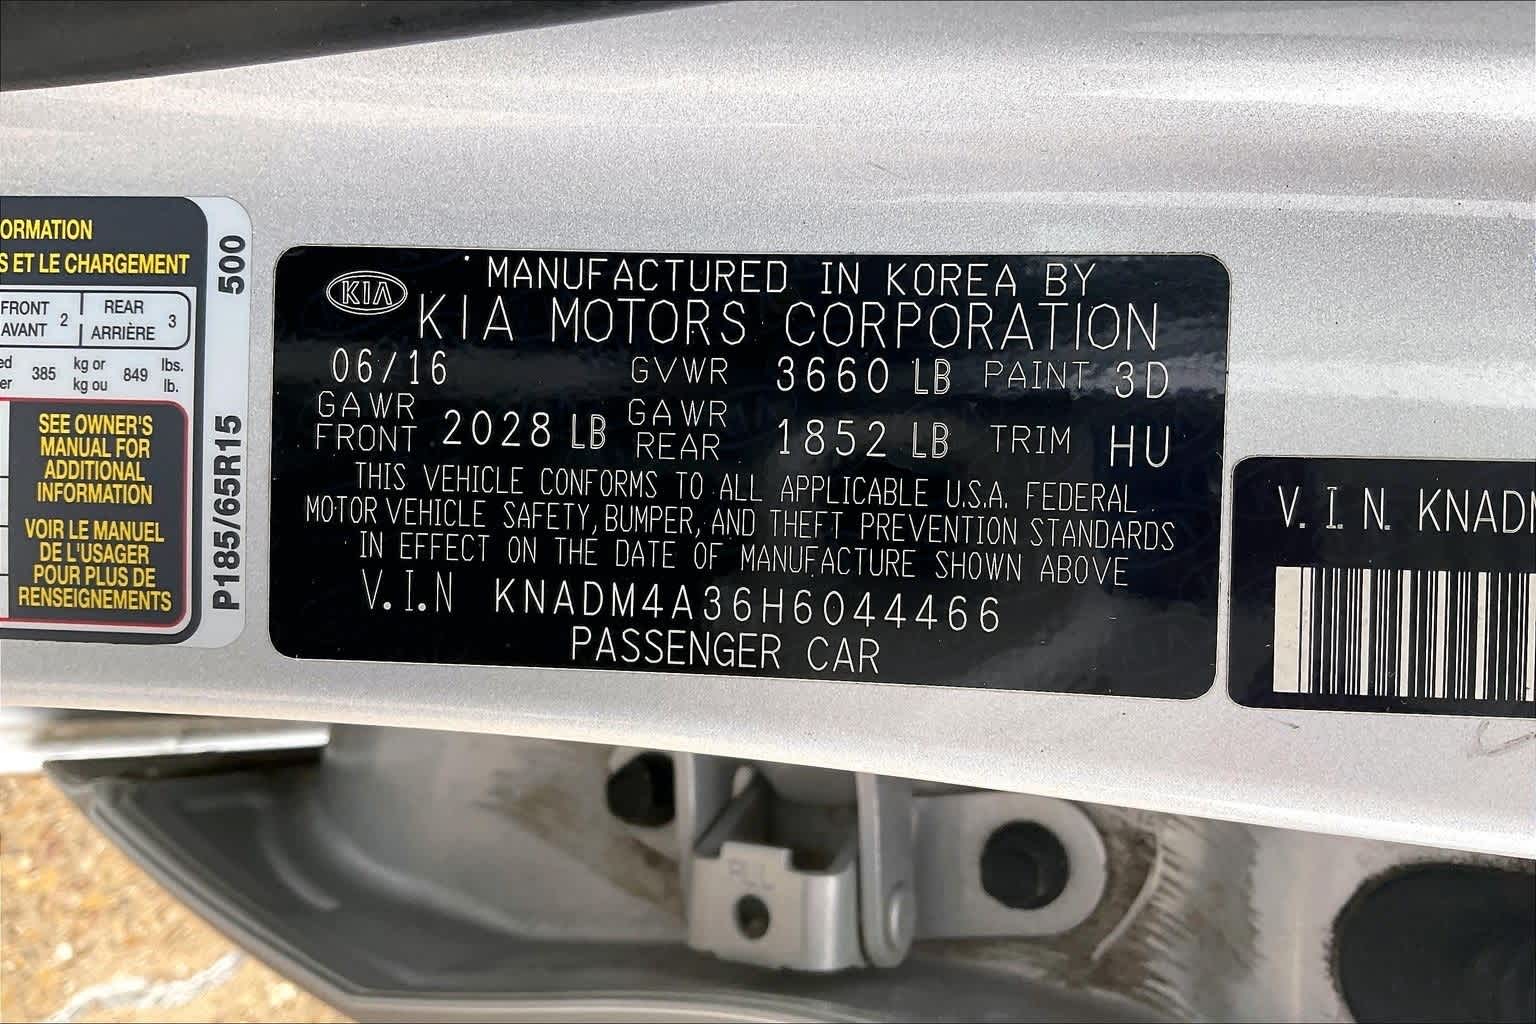 ORMATION
S ET LE CHARGEMENT
FRONT
AVANT 2
REAR
ARRIÈRE 3
385 kg or
kg ou 849 lbs.
lb.
SEE OWNER'S
MANUAL FOR
ADDITIONAL
INFORMATION
VOIR LE MANUEL
DE L'USAGER
POUR PLUS DE
RENSEIGNEMENTS
500
P185/65R15
KIA
MANUFACTURED IN KOREA BY
KIA MOTORS CORPORATION
06/16 GVWR 3660 LB PAINT 3D
GAWR
FRONT 2028 LB GAWR
REAR 1852 LB TRIM HU
THIS VEHICLE CONFORMS TO ALL APPLICABLE U.S.A. FEDERAL
MOTOR VEHICLE SAFETY, BUMPER, AND THEFT PREVENTION STANDARDS
IN EFFECT ON THE DATE OF MANUFACTURE SHOWN ABOVE
V.I.N KNADM4A36H6044466
PASSENGER CAR
V.I.N. KNAD
RLL